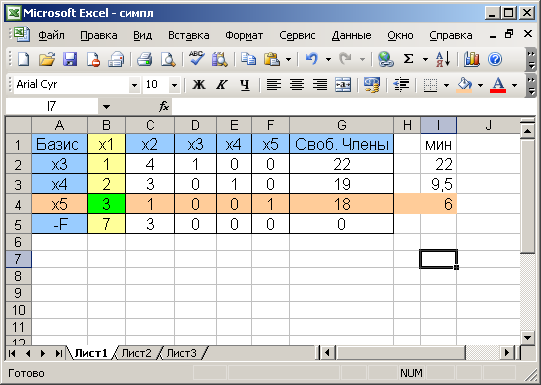 Microsoft Excel - симпл
Файл Правка Вид Вставка Формат Сервис Данные Окно Справка
Arial Cyr 10 Ж К Ч
I7 fx
A B C D E F G H I J
1 Базис x1 x2 x3 x4 x5 Своб. Члены мин
2 x3 1 4 1 0 0 22 22
3 x4 2 3 0 1 0 19 9,5
4 x5 3 1 0 0 1 18 6
5 -F 7 3 0 0 0 0
6
7
8
9
10
11
12
Лист1 Лист2 Лист3
Готово NUM